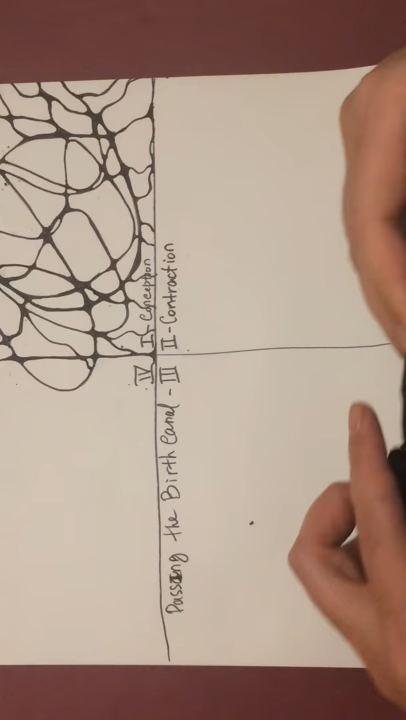 I - Conception
II - Contraction
IV
Passing the Birth Canal - III